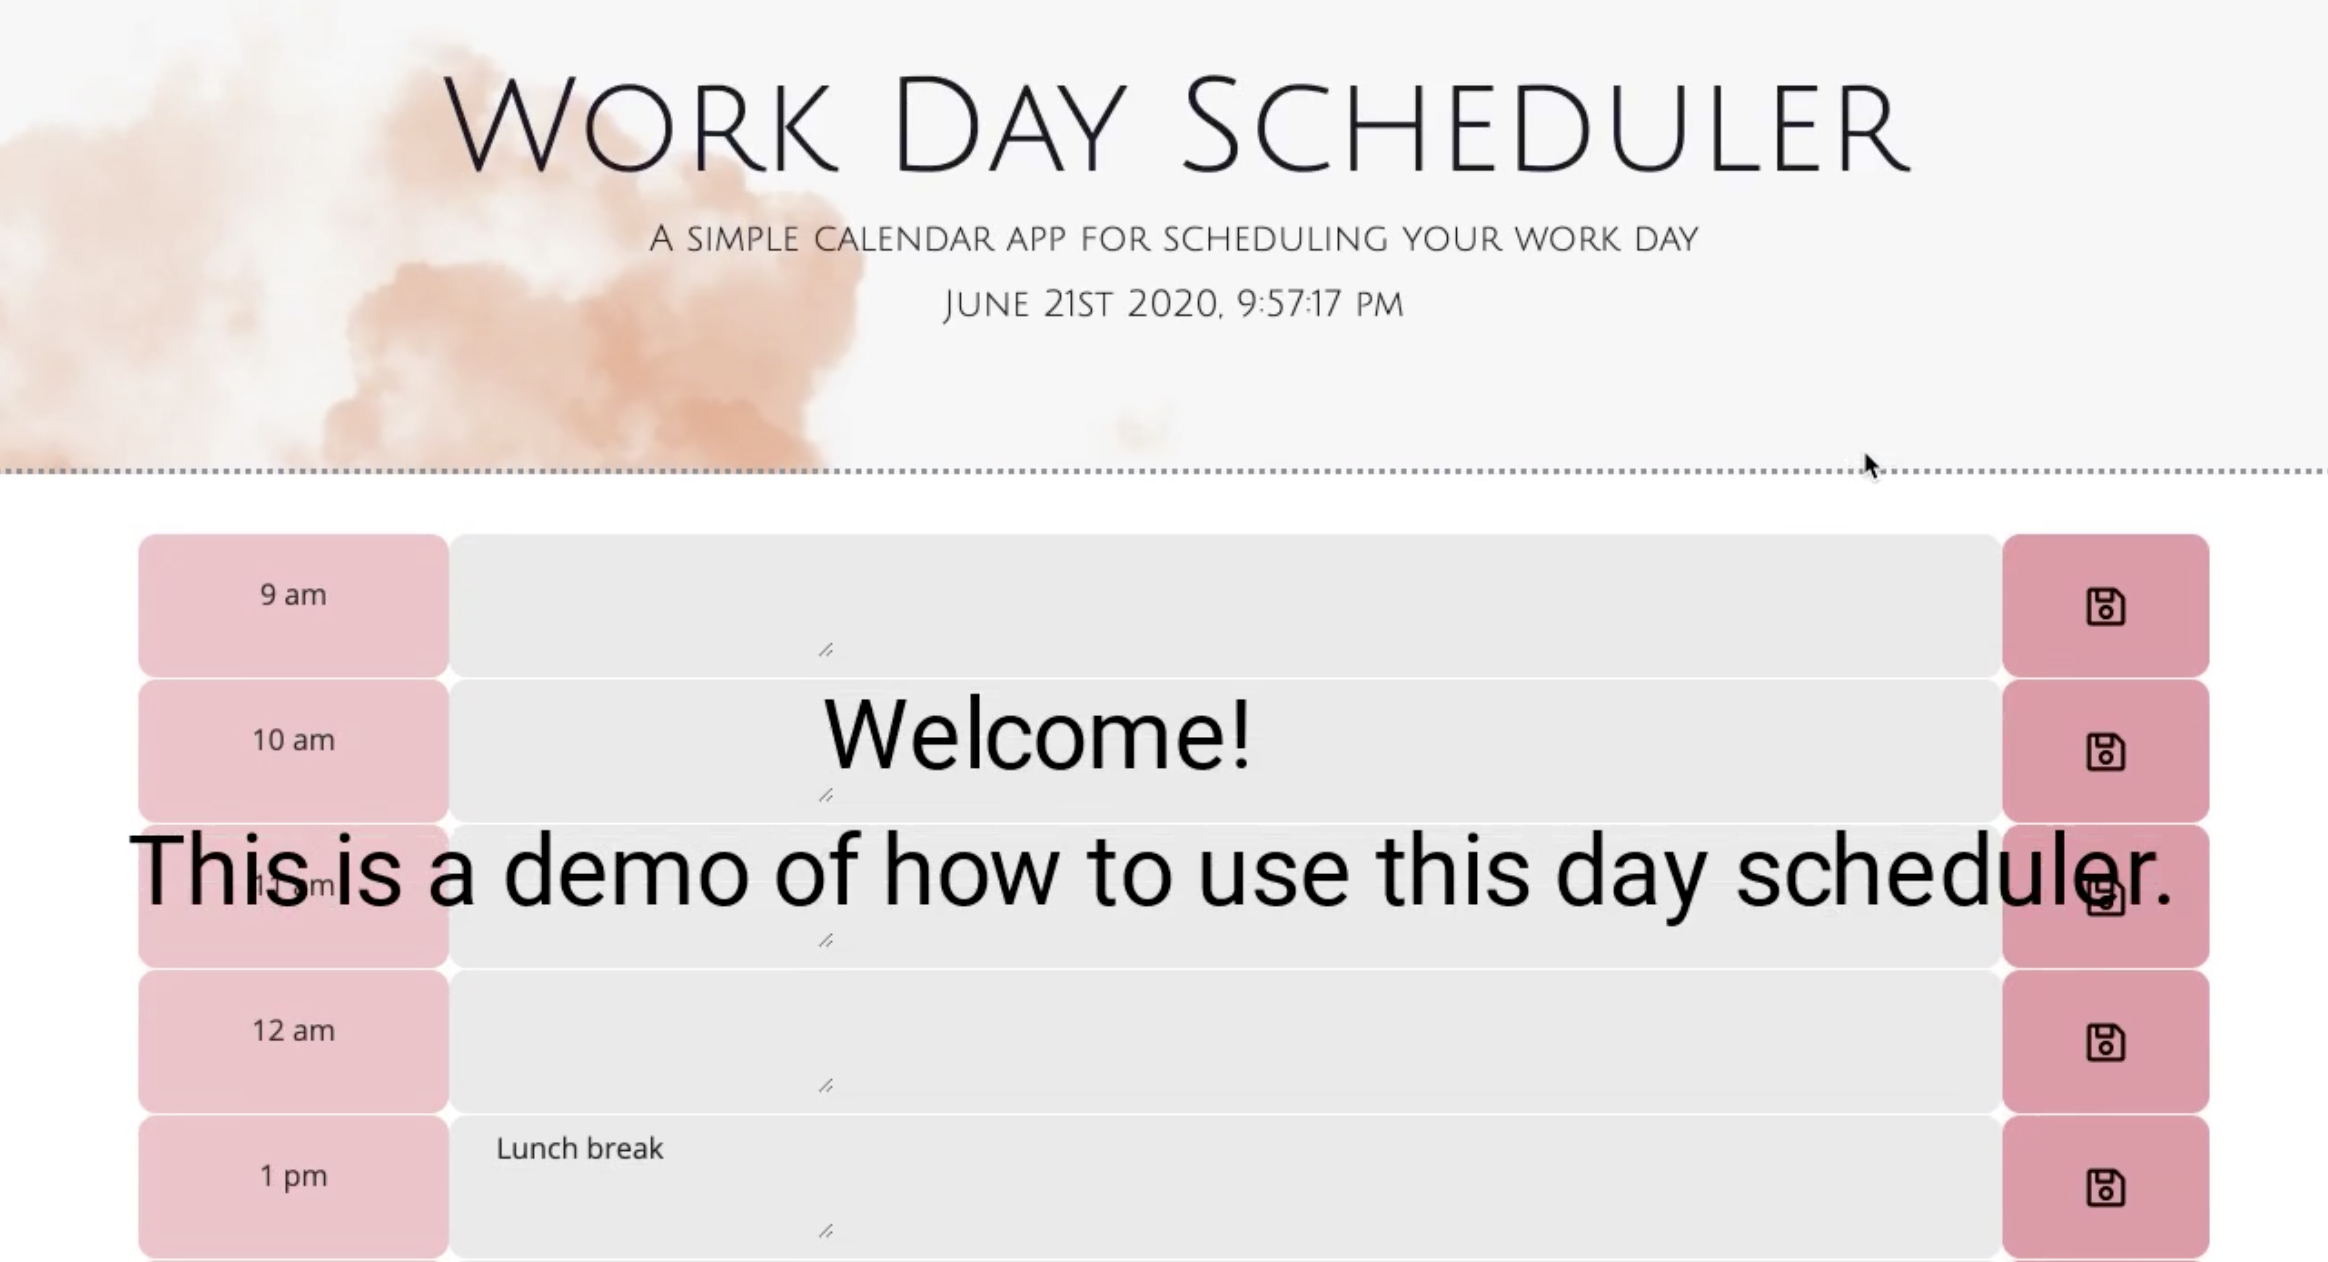 Work Day Scheduler
A simple calendar app for scheduling your work day
June 21st 2020, 9:57:17 pm
9 am
10 am
Welcome!
11 am
This is a demo of how to use this day scheduler.
12 am
1 pm
Lunch break